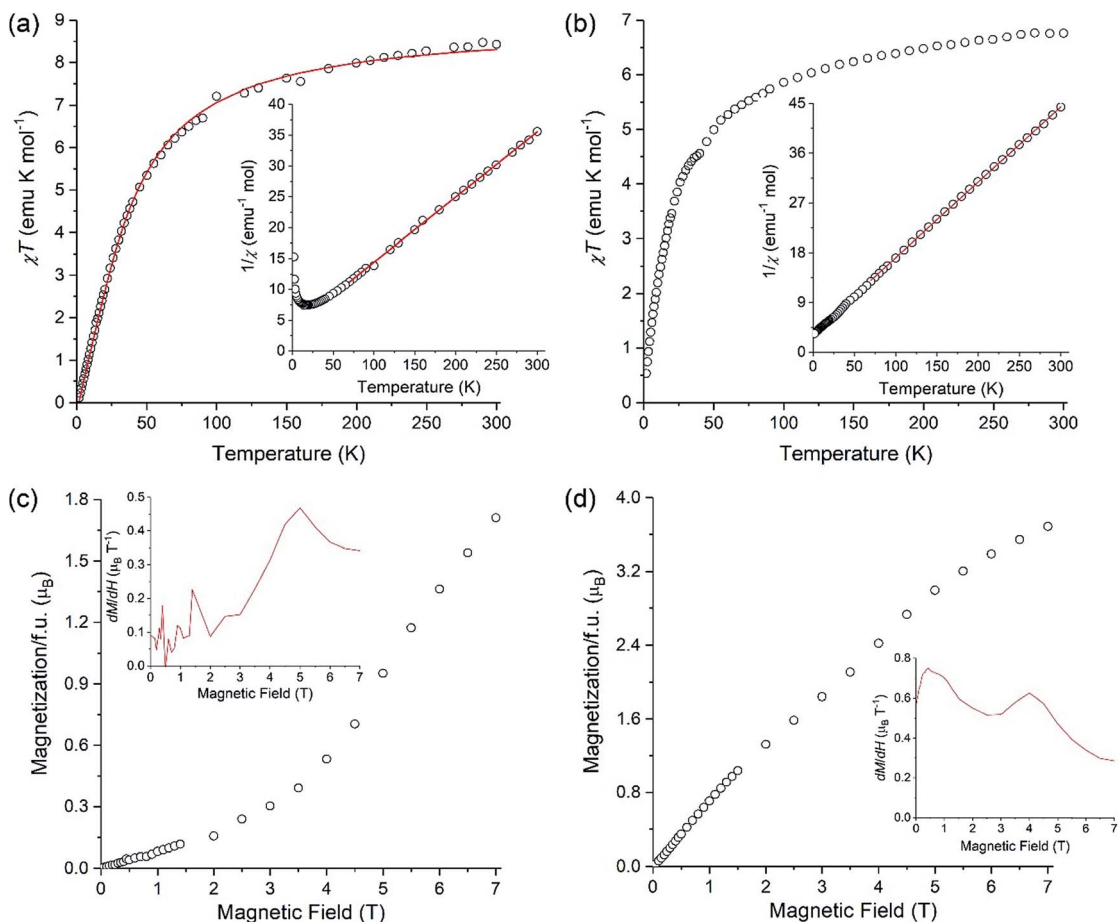 (a)
9
8
7
6
5
4
3
2
1
0
χT (emu K mol⁻¹)
0 50 100 150 200 250 300
Temperature (K)
40
35
30
25
20
15
10
5
0
1/χ (emu⁻¹ mol)
0 50 100 150 200 250 300
Temperature (K)
(b)
7
6
5
4
3
2
1
0
χT (emu K mol⁻¹)
0 50 100 150 200 250 300
Temperature (K)
45
36
27
18
9
0
1/χ (emu⁻¹ mol)
0 50 100 150 200 250 300
Temperature (K)
(c)
1.8
1.5
1.2
0.9
0.6
0.3
0.0
Magnetization/f.u. (μB)
0 1 2 3 4 5 6 7
Magnetic Field (T)
0.5
0.4
0.3
0.2
0.1
0.0
dM/dH (μB T⁻¹)
0 1 2 3 4 5 6 7
Magnetic Field (T)
(d)
4.0
3.2
2.4
1.6
0.8
0.0
Magnetization/f.u. (μB)
0 1 2 3 4 5 6 7
Magnetic Field (T)
0.8
0.6
0.4
0.2
0.0
dM/dH (μB T⁻¹)
0 1 2 3 4 5 6 7
Magnetic Field (T)